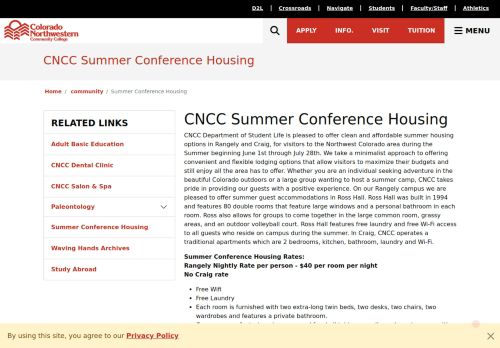 D2L | Crossroads | Navigate | Students | Faculty/Staff | Athletics
Colorado
Northwestern
Community College
APPLY INFO. VISIT TUITION MENU
CNCC Summer Conference Housing
Home / community / Summer Conference Housing
RELATED LINKS
Adult Basic Education
CNCC Dental Clinic
CNCC Salon & Spa
Paleontology
Summer Conference Housing
Waving Hands Archives
Study Abroad
CNCC Summer Conference Housing
CNCC Department of Student Life is pleased to offer clean and affordable summer housing
options in Rangely and Craig, for visitors to the Northwest Colorado area during the
Summer beginning June 1st through July 28th. We take a minimalist approach to offering
convenient and flexible lodging options that allow visitors to maximize their budgets and
still enjoy all the area has to offer. Whether you are an individual seeking adventure in the
beautiful Colorado outdoors or a large group wanting to host a summer camp, CNCC takes
pride in providing our guests with a positive experience. On our Rangely campus we are
pleased to offer summer guest accommodations in Ross Hall. Ross Hall was built in 1994
and features 80 double rooms that feature large windows and a personal bathroom in each
room. Ross also allows for groups to come together in the large common room, grassy
areas, and an outdoor volleyball court. Ross Hall features free laundry and free Wi-Fi access
to all guests who reside on campus during the summer. In Craig, CNCC operates a
traditional apartments which are 2 bedrooms, kitchen, bathroom, laundry and Wi-Fi.
Summer Conference Housing Rates:
Rangely Nightly Rate per person - $40 per room per night
No Craig rate
Free Wifi
Free Laundry
Each room is furnished with two extra-long twin beds, two desks, two chairs, two
wardrobes and features a private bathroom.
By using this site, you agree to our Privacy Policy